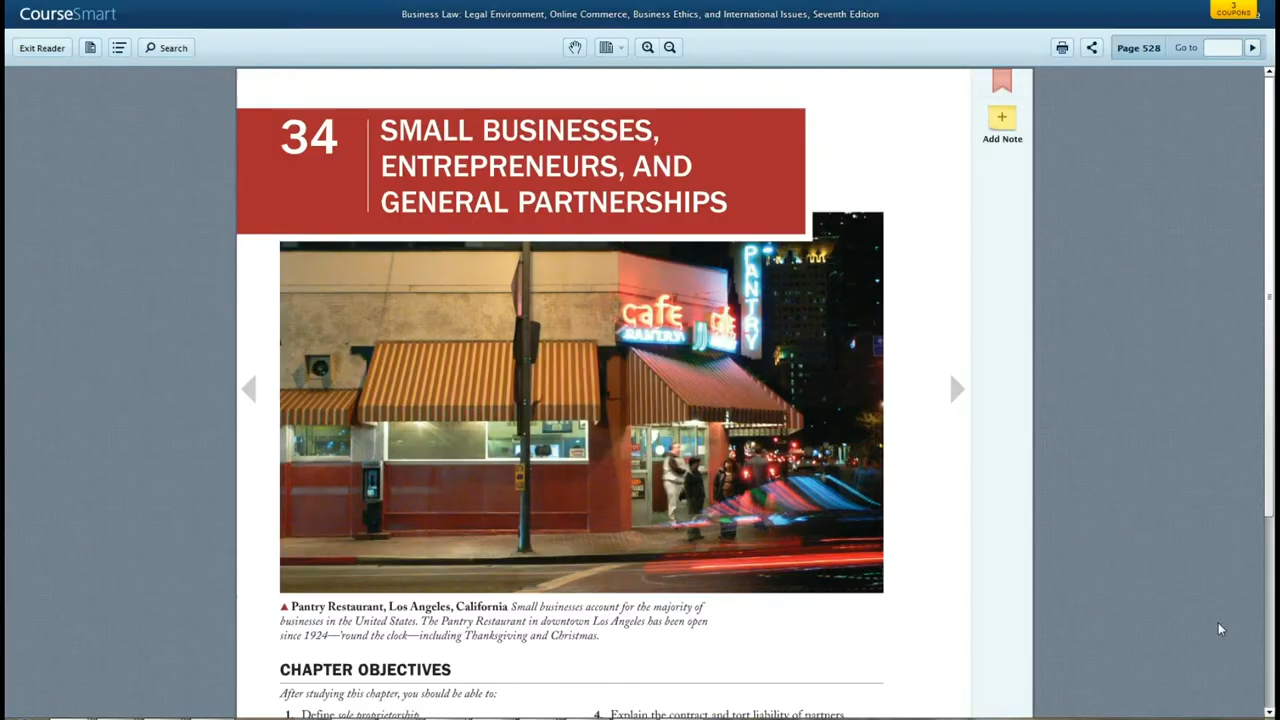 CourseSmart
Business Law: Legal Environment, Online Commerce, Business Ethics, and International Issues, Seventh Edition
3
COUPONS
Exit Reader
Search
Page 528
Go to
Add Note
34
SMALL BUSINESSES,
ENTREPRENEURS, AND
GENERAL PARTNERSHIPS
PANTRY
cafe
PANTRY
▲ Pantry Restaurant, Los Angeles, California Small businesses account for the majority of
businesses in the United States. The Pantry Restaurant in downtown Los Angeles has been open
since 1924—'round the clock—including Thanksgiving and Christmas.
CHAPTER OBJECTIVES
After studying this chapter, you should be able to:
1. Define sole proprietorship
4. Explain the contract and tort liability of partners